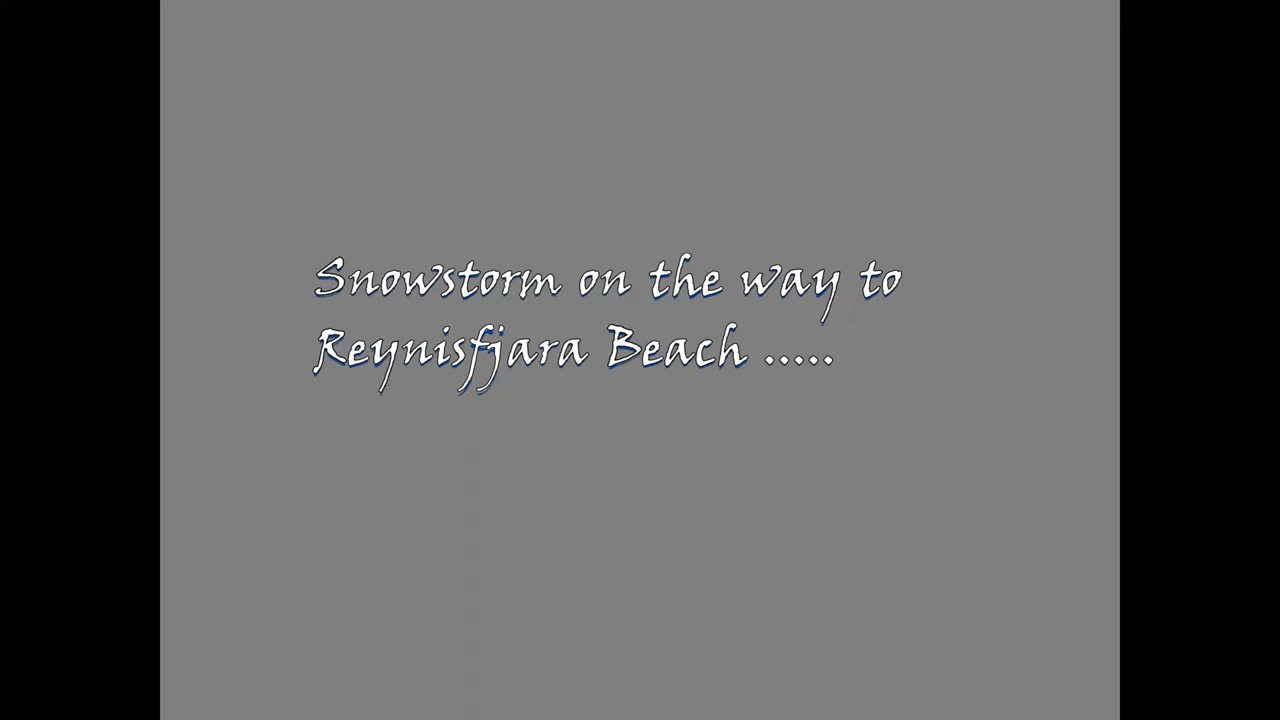 Snowstorm on the way to
Reynisfjara Beach .....